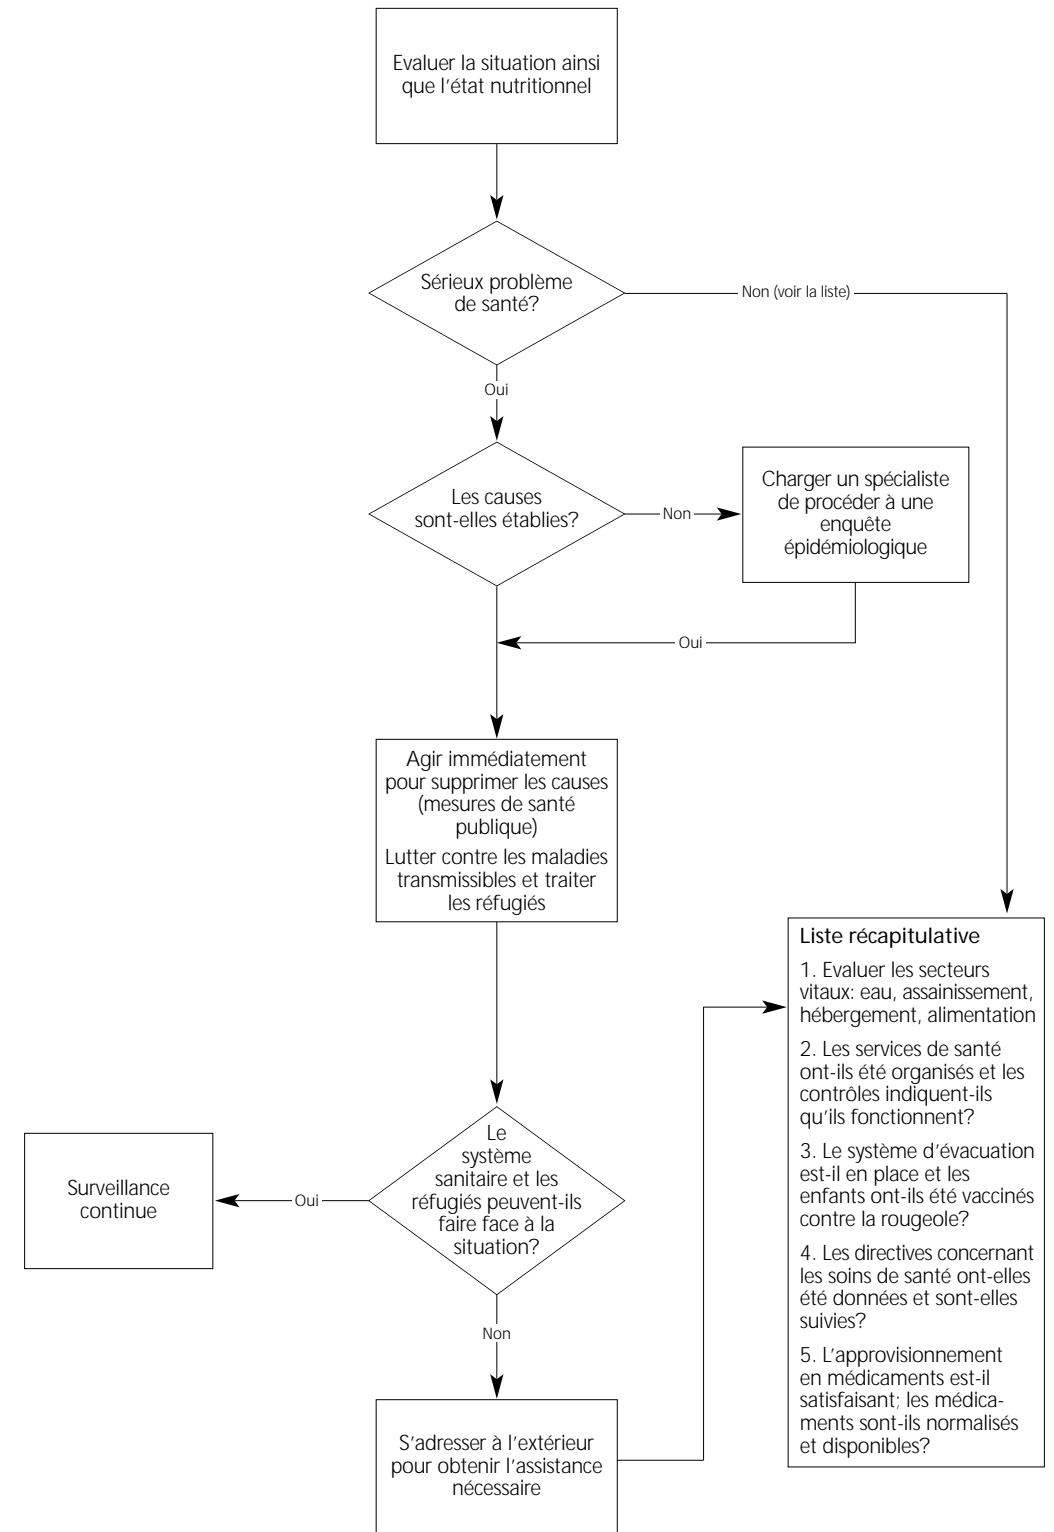 Evaluer la situation ainsi
que l'état nutritionnel
Sérieux problème
de santé?
Non (voir la liste)
Oui
Les causes
sont-elles établies?
Non
Charger un spécialiste
de procéder à une
enquête
épidémiologique
Oui
Agir immédiatement
pour supprimer les causes
(mesures de santé
publique)
Lutter contre les maladies
transmissibles et traiter
les réfugiés
Le
système
sanitaire et les
réfugiés peuvent-ils
faire face à la
situation?
Oui
Surveillance
continue
Non
S'adresser à l'extérieur
pour obtenir l'assistance
nécessaire
Liste récapitulative
1. Evaluer les secteurs
vitaux: eau, assainissement,
hébergement, alimentation
2. Les services de santé
ont-ils été organisés et les
contrôles indiquent-ils
qu'ils fonctionnent?
3. Le système d'évacuation
est-il en place et les
enfants ont-ils été vaccinés
contre la rougeole?
4. Les directives concernant
les soins de santé ont-elles
été données et sont-elles
suivies?
5. L'approvisionnement
en médicaments est-il
satisfaisant; les médica-
ments sont-ils normalisés
et disponibles?